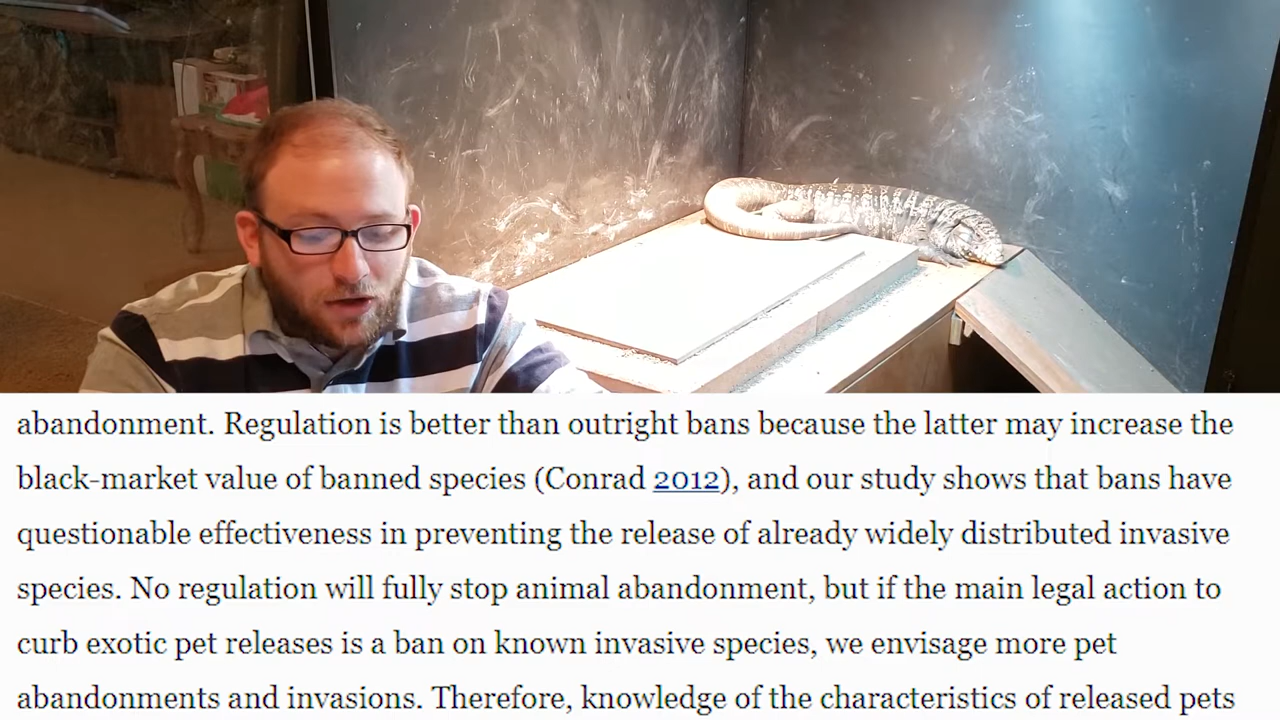 abandonment. Regulation is better than outright bans because the latter may increase the
black-market value of banned species (Conrad 2012), and our study shows that bans have
questionable effectiveness in preventing the release of already widely distributed invasive
species. No regulation will fully stop animal abandonment, but if the main legal action to
curb exotic pet releases is a ban on known invasive species, we envisage more pet
abandonments and invasions. Therefore, knowledge of the characteristics of released pets